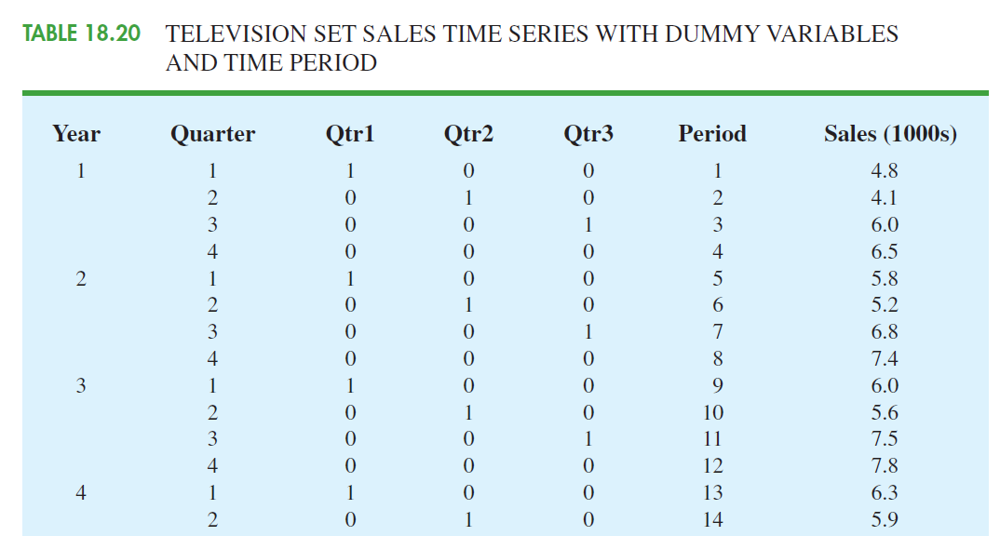 TABLE 18.20 TELEVISION SET SALES TIME SERIES WITH DUMMY VARIABLES
AND TIME PERIOD
Year Quarter Qtr1 Qtr2 Qtr3 Period Sales (1000s)
1 1 1 0 0 1 4.8
2 0 1 0 2 4.1
3 0 0 1 3 6.0
4 0 0 0 4 6.5
2 1 1 0 0 5 5.8
2 0 1 0 6 5.2
3 0 0 1 7 6.8
4 0 0 0 8 7.4
3 1 1 0 0 9 6.0
2 0 1 0 10 5.6
3 0 0 1 11 7.5
4 0 0 0 12 7.8
4 1 1 0 0 13 6.3
2 0 1 0 14 5.9